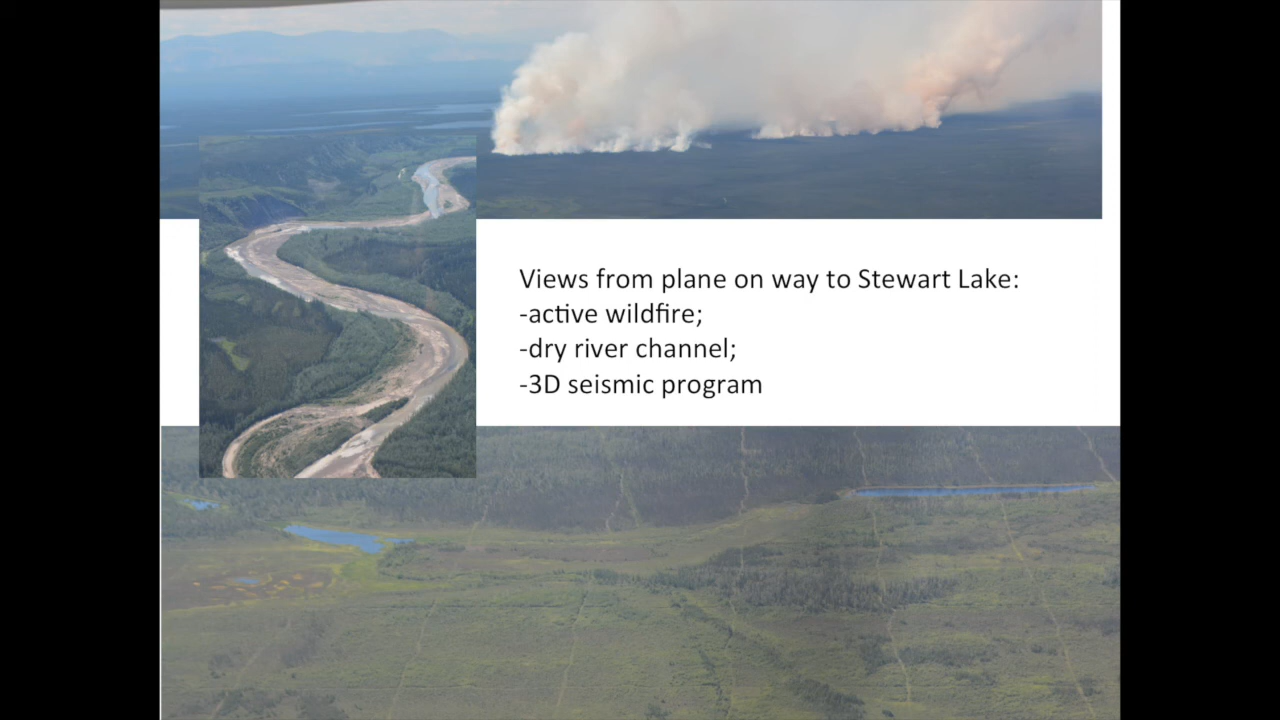 Views from plane on way to Stewart Lake:
-active wildfire;
-dry river channel;
-3D seismic program